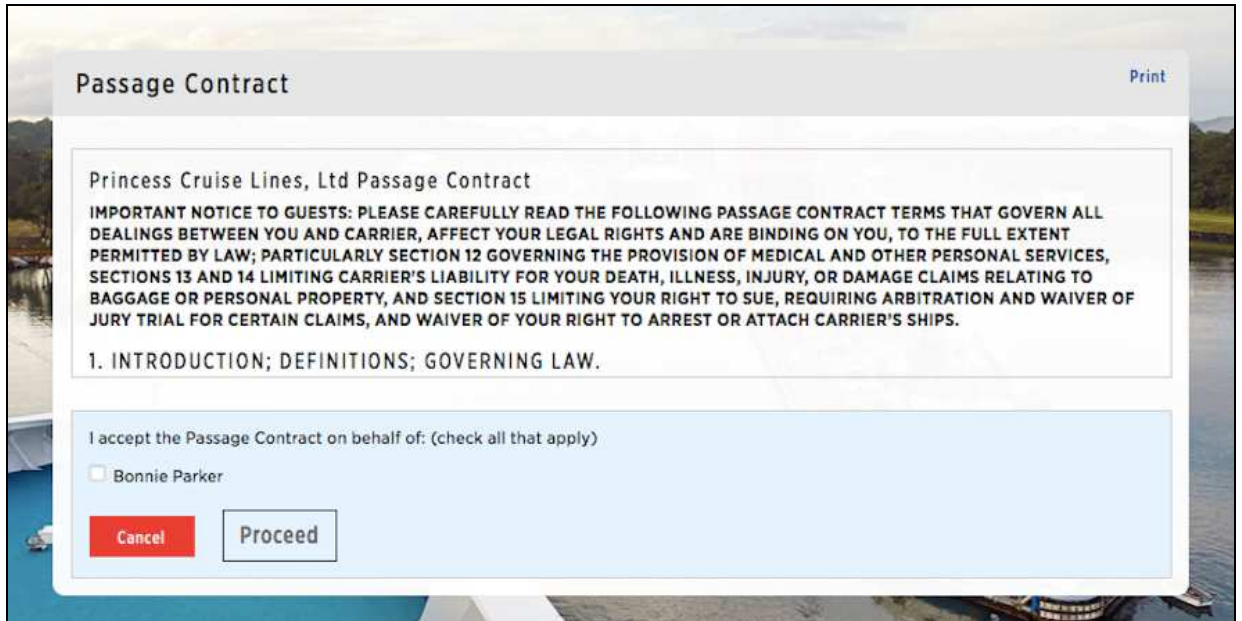 Passage Contract
Print
Princess Cruise Lines, Ltd Passage Contract
IMPORTANT NOTICE TO GUESTS: PLEASE CAREFULLY READ THE FOLLOWING PASSAGE CONTRACT TERMS THAT GOVERN ALL
DEALINGS BETWEEN YOU AND CARRIER, AFFECT YOUR LEGAL RIGHTS AND ARE BINDING ON YOU, TO THE FULL EXTENT
PERMITTED BY LAW; PARTICULARLY SECTION 12 GOVERNING THE PROVISION OF MEDICAL AND OTHER PERSONAL SERVICES,
SECTIONS 13 AND 14 LIMITING CARRIER'S LIABILITY FOR YOUR DEATH, ILLNESS, INJURY, OR DAMAGE CLAIMS RELATING TO
BAGGAGE OR PERSONAL PROPERTY, AND SECTION 15 LIMITING YOUR RIGHT TO SUE, REQUIRING ARBITRATION AND WAIVER OF
JURY TRIAL FOR CERTAIN CLAIMS, AND WAIVER OF YOUR RIGHT TO ARREST OR ATTACH CARRIER'S SHIPS.
1. INTRODUCTION; DEFINITIONS; GOVERNING LAW.
I accept the Passage Contract on behalf of: (check all that apply)
Bonnie Parker
Cancel
Proceed